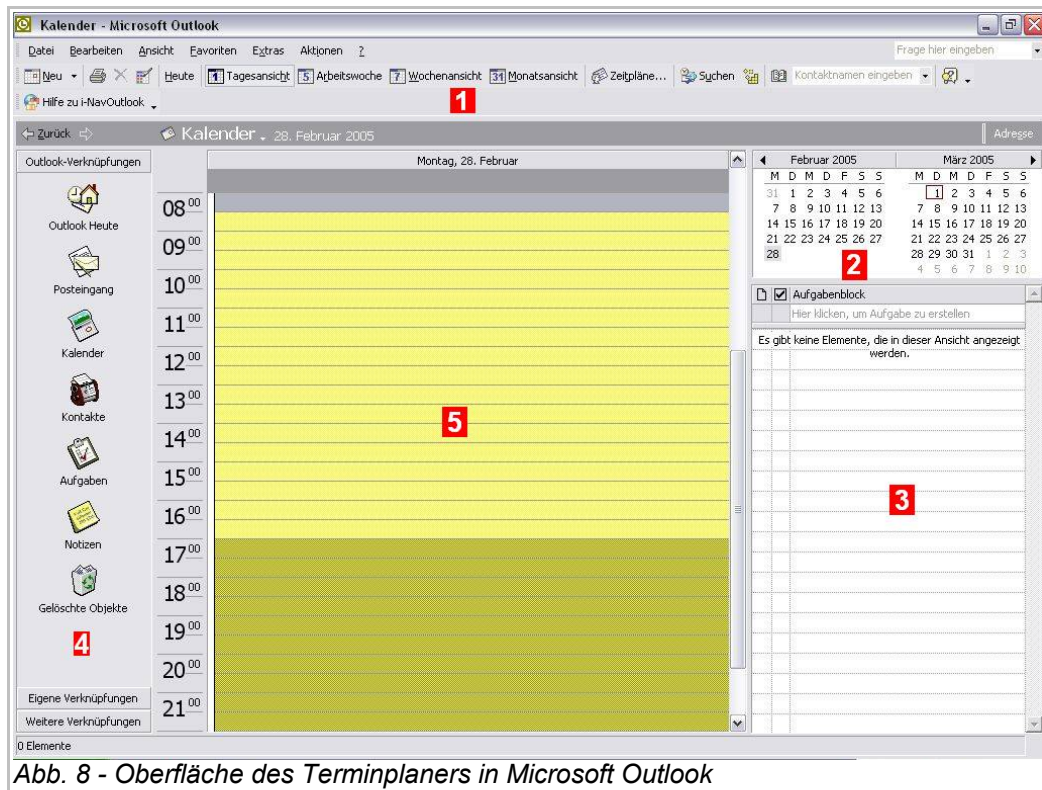 Kalender - Microsoft Outlook
Datei Bearbeiten Ansicht Favoriten Extras Aktionen ? Frage hier eingeben
Neu Heute 1 Tagesansicht 5 Arbeitswoche 7 Wochenansicht 31 Monatsansicht Zeitpläne... Suchen Kontaktnamen eingeben
Hilfe zu i-NavOutlook 1
Zurück Kalender 28. Februar 2005 Adresse
Outlook-Verknüpfungen
Outlook Heute
Posteingang
Kalender
Kontakte
Aufgaben
Notizen
Gelöschte Objekte
4
Eigene Verknüpfungen
Weitere Verknüpfungen
Montag, 28. Februar
08 00
09 00
10 00
11 00
12 00
13 00
14 00
15 00
16 00
17 00
18 00
19 00
20 00
21 00
5
Februar 2005
M D M D F S S
31 1 2 3 4 5 6
7 8 9 10 11 12 13
14 15 16 17 18 19 20
21 22 23 24 25 26 27
28
März 2005
M D M D F S S
1 2 3 4 5 6
7 8 9 10 11 12 13
14 15 16 17 18 19 20
21 22 23 24 25 26 27
28 29 30 31 1 2 3
4 5 6 7 8 9 10
2
Aufgabenblock
Hier klicken, um Aufgabe zu erstellen
Es gibt keine Elemente, die in dieser Ansicht angezeigt
werden.
3
0 Elemente
Abb. 8 - Oberfläche des Terminplaners in Microsoft Outlook